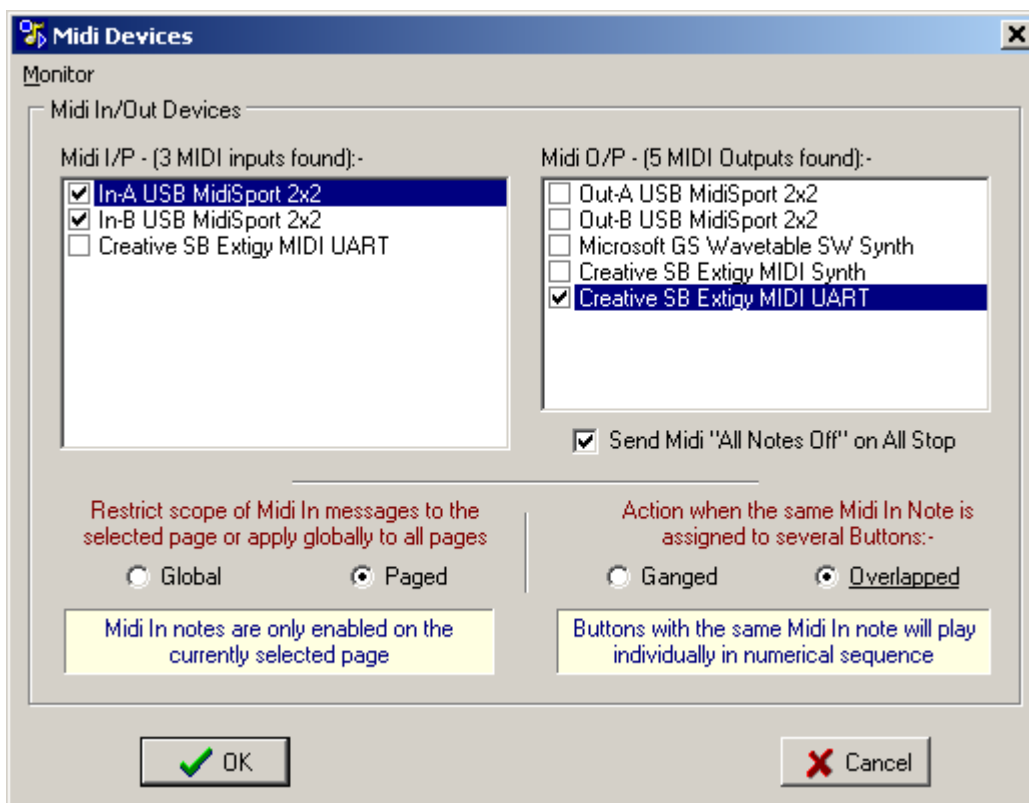 Midi Devices
Monitor
Midi In/Out Devices
Midi I/P - (3 MIDI inputs found):-
In-A USB MidiSport 2x2
In-B USB MidiSport 2x2
Creative SB Extigy MIDI UART
Midi O/P - (5 MIDI Outputs found):-
Out-A USB MidiSport 2x2
Out-B USB MidiSport 2x2
Microsoft GS Wavetable SW Synth
Creative SB Extigy MIDI Synth
Creative SB Extigy MIDI UART
Send Midi "All Notes Off" on All Stop
Restrict scope of Midi In messages to the
selected page or apply globally to all pages
Global
Paged
Midi In notes are only enabled on the
currently selected page
Action when the same Midi In Note is
assigned to several Buttons:-
Ganged
Overlapped
Buttons with the same Midi In note will play
individually in numerical sequence
OK
Cancel